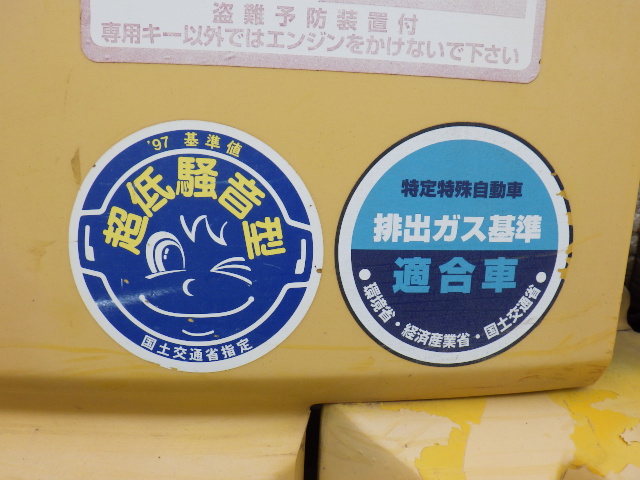 盗難予防装置付
専用キー以外ではエンジンをかけないで下さい
'97 基準値
超低騒音型
国土交通省指定
特定特殊自動車
排出ガス基準
適合車
●環境省・経済産業省・国土交通省●